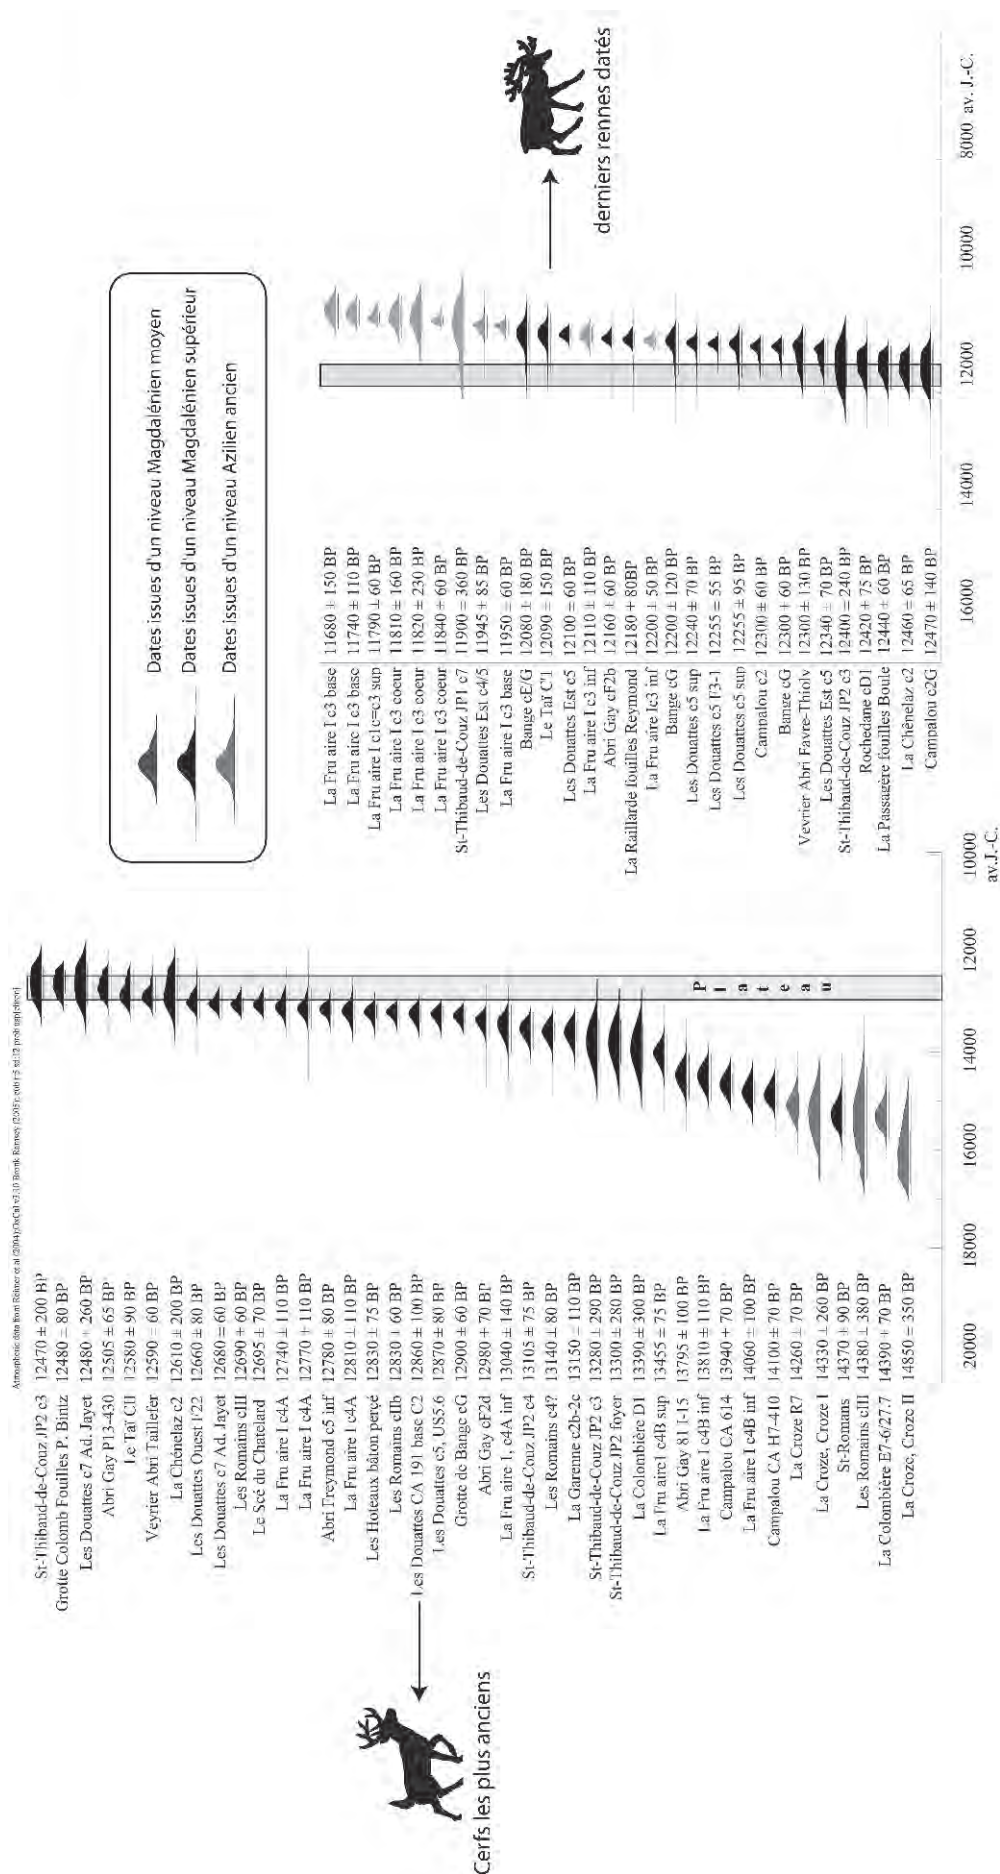 Cerfs les plus anciens
St-Thibaud-de-Couz JP2 c3 12470 ± 200 BP
Grotte Colomb Fouilles P. Bintz 12480 ± 80 BP
Les Douattes c7 Ad. Jayet 12480 ± 260 BP
Abri Gay P13-430 12505 ± 65 BP
Le Taï CII 12580 ± 90 BP
Veyrier Abri Taillefer 12590 ± 60 BP
La Chênelaz c2 12610 ± 200 BP
Les Douattes Ouest 12660 ± 80 BP
Les Douattes c7 Ad. Jayet 12680 ± 60 BP
Les Romains cIII 12690 ± 60 BP
Le Scé du Chatelard 12695 ± 70 BP
La Fru aire I c4A 12740 ± 110 BP
La Fru aire I c4A 12770 ± 110 BP
Abri Freymond c5 inf 12780 ± 80 BP
La Fru aire I c4A 12810 ± 110 BP
Les Hoteaux bâton perçé 12830 ± 75 BP
Les Romains cIIb 12830 ± 60 BP
Les Douattes CA 191 base C2 12860 ± 100 BP
Les Douattes c5, US5.6 12870 ± 80 BP
Grotte de Bange cG 12900 ± 60 BP
Abri Gay cF2d 12980 ± 70 BP
La Fru aire 1, c4A inf 13040 ± 140 BP
St-Thibaud-de-Couz JP2 c4 13105 ± 75 BP
Les Romains c4? 13140 ± 80 BP
La Garenne c2b-2c 13150 ± 110 BP
St-Thibaud-de-Couz JP2 c3 13280 ± 290 BP
St-Thibaud-de-Couz JP2 foyer 13300 ± 280 BP
La Colombière D1 13390 ± 300 BP
La Fru aire1 c4B sup 13455 ± 75 BP
Abri Gay 81 1-15 13795 ± 100 BP
La Fru aire I c4B inf 13810 ± 110 BP
Campalou CA 614 13940 ± 70 BP
La Fru aire I c4B inf 14060 ± 100 BP
Campalou CA H7-410 14100 ± 70 BP
La Croze R7 14260 ± 70 BP
La Croze, Croze I 14330 ± 260 BP
St-Romans 14370 ± 90 BP
Les Romains cIII 14380 ± 380 BP
La Colombière E7-6/27.7 14390 ± 70 BP
La Croze, Croze II 14850 ± 350 BP
Plateau
20000 18000 16000 14000 12000 10000
av.J.-C.
Dates issues d'un niveau Magdalénien moyen
Dates issues d'un niveau Magdalénien supérieur
Dates issues d'un niveau Azilien ancien
La Fru aire I c3 base 11680 ± 150 BP
La Fru aire I c3 base 11740 ± 110 BP
La Fru aire I c1c=c3 sup 11790 ± 60 BP
La Fru aire I c3 coeur 11810 ± 160 BP
La Fru aire I c3 coeur 11820 ± 230 BP
La Fru aire I c3 coeur 11840 ± 60 BP
St-Thibaud-de-Couz JP1 c7 11900 ± 360 BP
Les Douattes Est c4/5 11945 ± 85 BP
La Fru aire I c3 base 11950 ± 60 BP
Bange cE/G 12080 ± 180 BP
Le Taï C'1 12090 ± 150 BP
Les Douattes Est c5 12100 ± 60 BP
La Fru aire I c3 inf 12110 ± 110 BP
Abri Gay cF2b 12160 ± 60 BP
La Raillarde fouilles Reymond 12180 ± 80BP
La Fru aire Ic3 inf 12200 ± 50 BP
Bange cG 12200 ± 120 BP
Les Douattes c5 sup 12240 ± 70 BP
Les Douattes c5 F3-1 12255 ± 55 BP
Les Douattes c5 sup 12255 ± 95 BP
Campalou c2 12300 ± 60 BP
Bange cG 12300 ± 60 BP
Veyrier Abri Favre-Thiolv 12300 ± 130 BP
Les Douattes Est c5 12340 ± 70 BP
St-Thibaud-de-Couz JP2 c3 12400 ± 240 BP
Rochedane cD1 12420 ± 75 BP
La Passagère fouilles Boule 12440 ± 60 BP
La Chênelaz c2 12460 ± 65 BP
Campalou c2G 12470 ± 140 BP
derniers rennes datés
16000 14000 12000 10000 8000 av. J.-C.